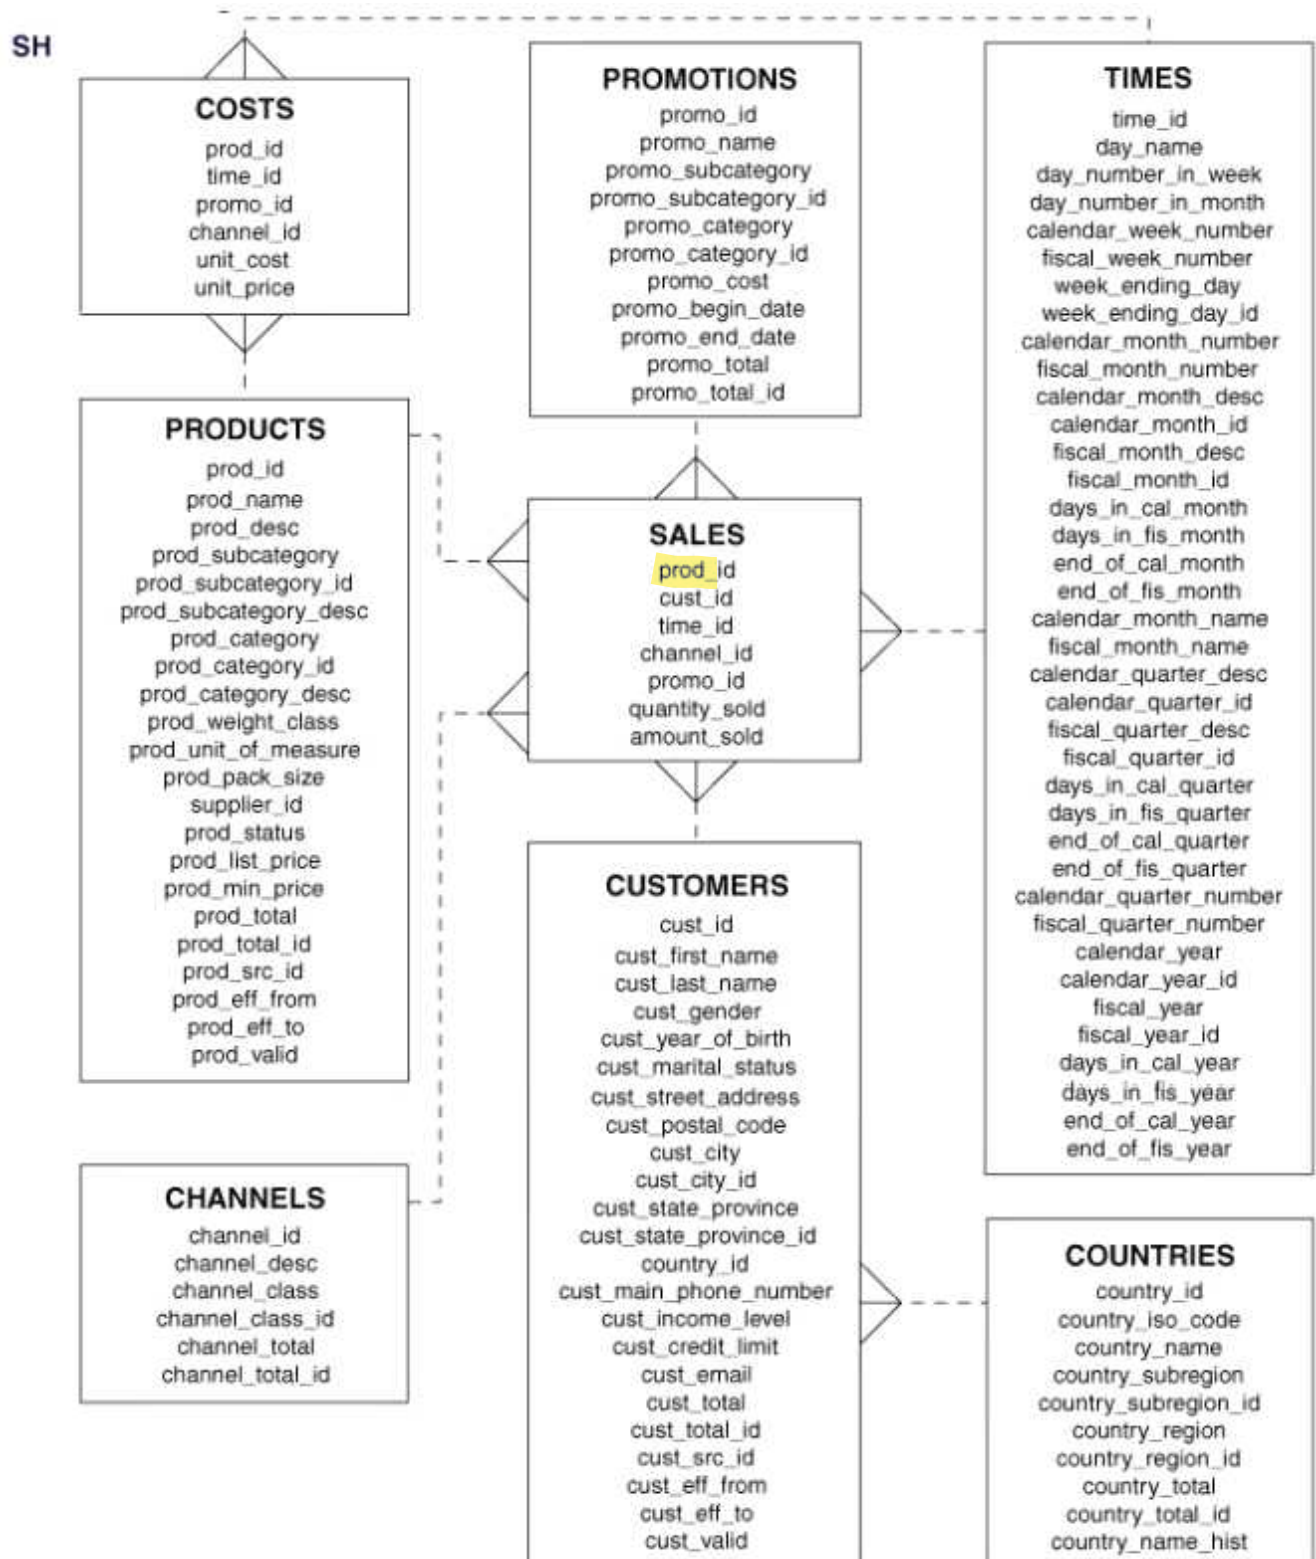 SH
COSTS
prod_id
time_id
promo_id
channel_id
unit_cost
unit_price
PROMOTIONS
promo_id
promo_name
promo_subcategory
promo_subcategory_id
promo_category
promo_category_id
promo_cost
promo_begin_date
promo_end_date
promo_total
promo_total_id
TIMES
time_id
day_name
day_number_in_week
day_number_in_month
calendar_week_number
fiscal_week_number
week_ending_day
week_ending_day_id
calendar_month_number
fiscal_month_number
calendar_month_desc
calendar_month_id
fiscal_month_desc
fiscal_month_id
days_in_cal_month
days_in_fis_month
end_of_cal_month
end_of_fis_month
calendar_month_name
fiscal_month_name
calendar_quarter_desc
calendar_quarter_id
fiscal_quarter_desc
fiscal_quarter_id
days_in_cal_quarter
days_in_fis_quarter
end_of_cal_quarter
end_of_fis_quarter
calendar_quarter_number
fiscal_quarter_number
calendar_year
calendar_year_id
fiscal_year
fiscal_year_id
days_in_cal_year
days_in_fis_year
end_of_cal_year
end_of_fis_year
PRODUCTS
prod_id
prod_name
prod_desc
prod_subcategory
prod_subcategory_id
prod_subcategory_desc
prod_category
prod_category_id
prod_category_desc
prod_weight_class
prod_unit_of_measure
prod_pack_size
supplier_id
prod_status
prod_list_price
prod_min_price
prod_total
prod_total_id
prod_src_id
prod_eff_from
prod_eff_to
prod_valid
SALES
prod_id
cust_id
time_id
channel_id
promo_id
quantity_sold
amount_sold
CUSTOMERS
cust_id
cust_first_name
cust_last_name
cust_gender
cust_year_of_birth
cust_marital_status
cust_street_address
cust_postal_code
cust_city
cust_city_id
cust_state_province
cust_state_province_id
country_id
cust_main_phone_number
cust_income_level
cust_credit_limit
cust_email
cust_total
cust_total_id
cust_src_id
cust_eff_from
cust_eff_to
cust_valid
CHANNELS
channel_id
channel_desc
channel_class
channel_class_id
channel_total
channel_total_id
COUNTRIES
country_id
country_iso_code
country_name
country_subregion
country_subregion_id
country_region
country_region_id
country_total
country_total_id
country_name_hist